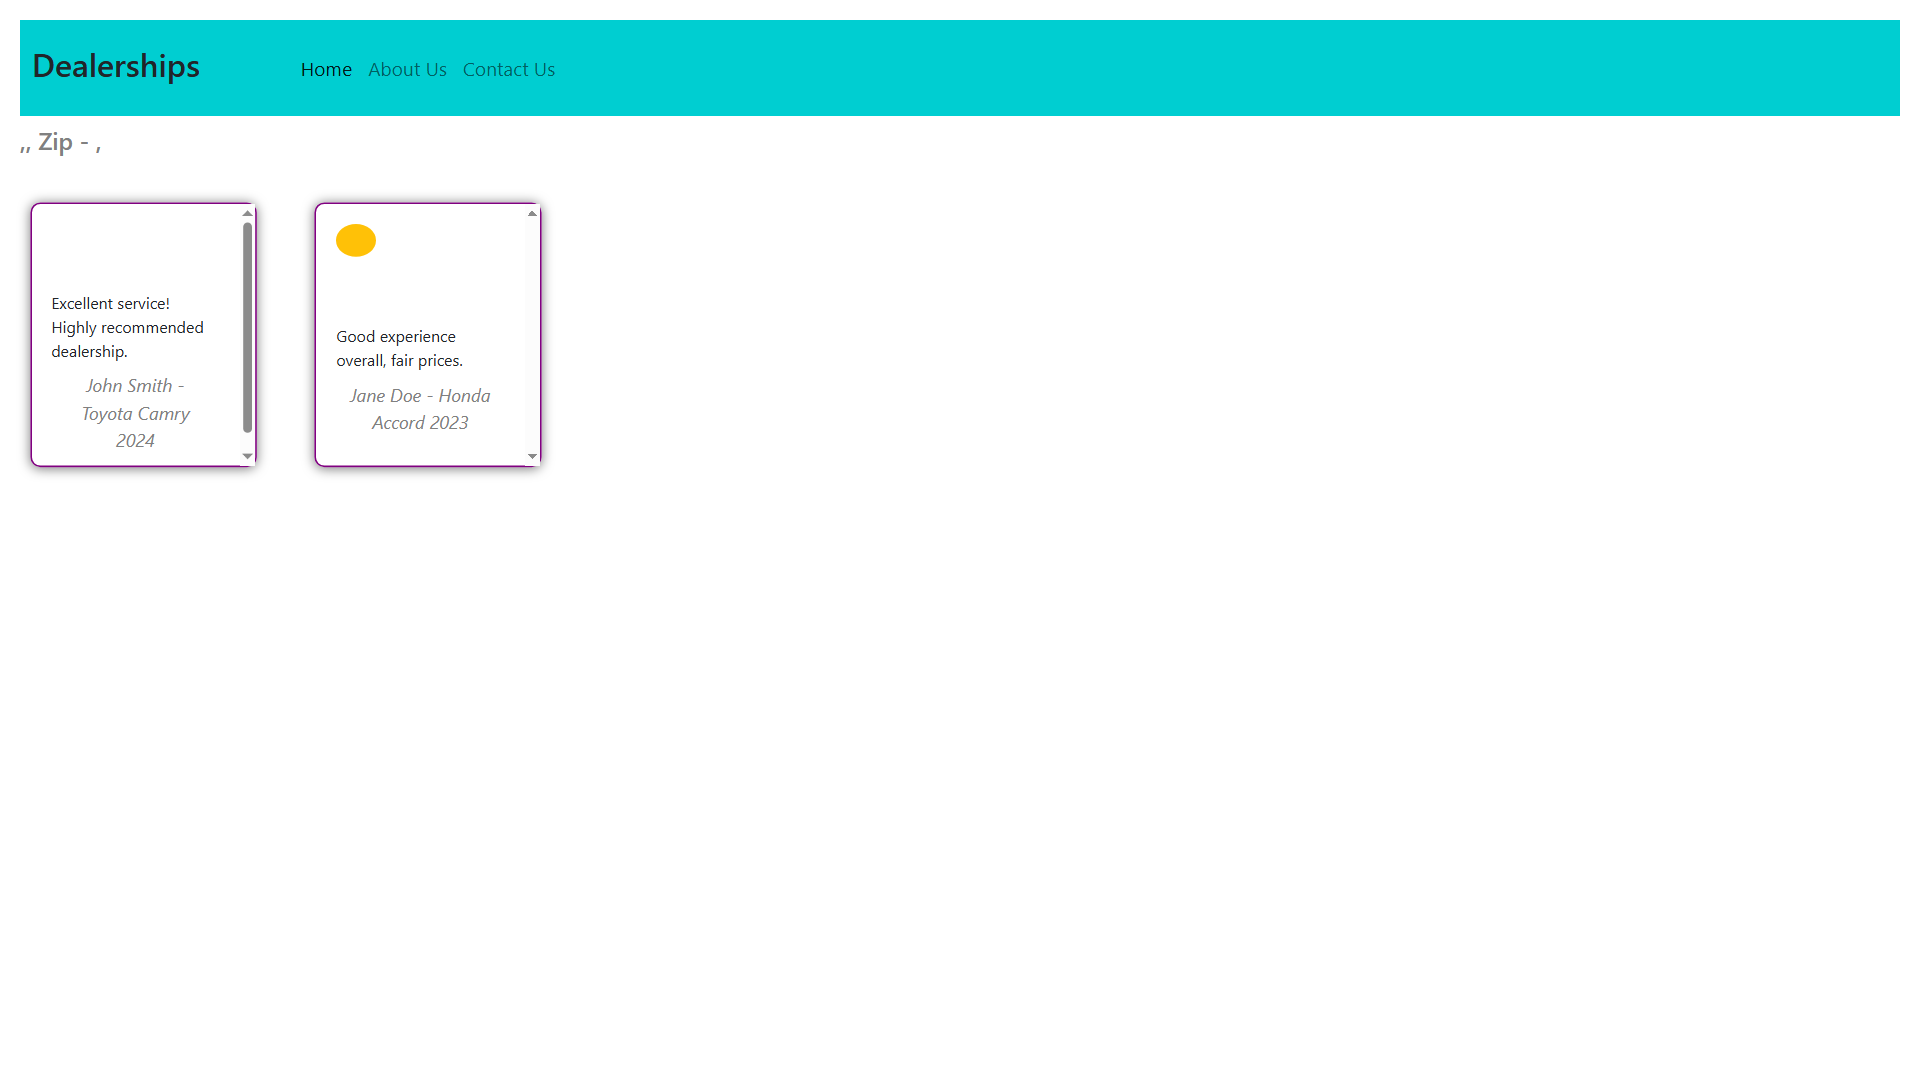 Dealerships
Home About Us Contact Us
,, Zip - ,
Excellent service!
Highly recommended
dealership.
John Smith -
Toyota Camry
2024
Good experience
overall, fair prices.
Jane Doe - Honda
Accord 2023